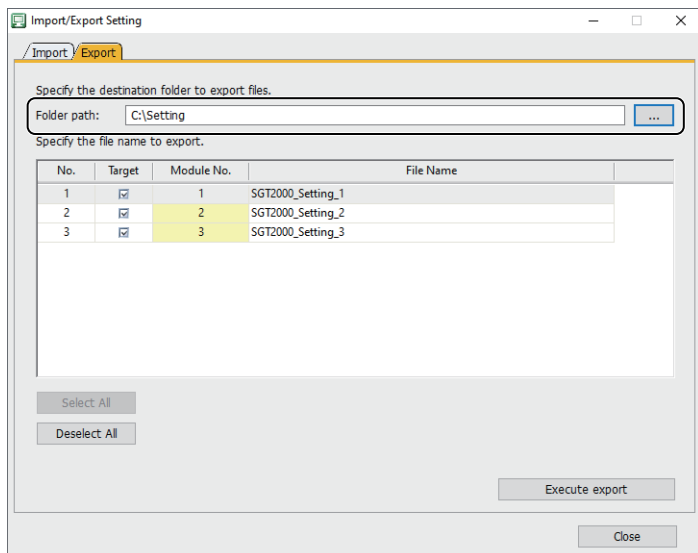 Import/Export Setting
Import Export
Specify the destination folder to export files.
Folder path: C:\Setting ...
Specify the file name to export.
No. Target Module No. File Name
1 1 SGT2000_Setting_1
2 2 SGT2000_Setting_2
3 3 SGT2000_Setting_3
Select All
Deselect All
Execute export
Close